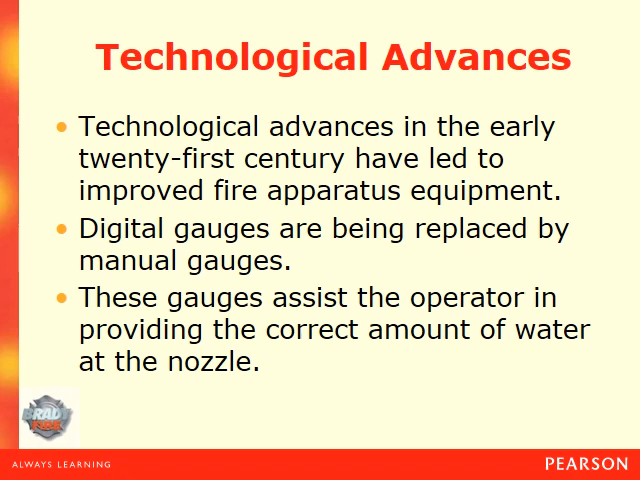 Technological Advances
Technological advances in the early
twenty-first century have led to
improved fire apparatus equipment.
Digital gauges are being replaced by
manual gauges.
These gauges assist the operator in
providing the correct amount of water
at the nozzle.
BRADY
FIRE
ALWAYS LEARNING
PEARSON